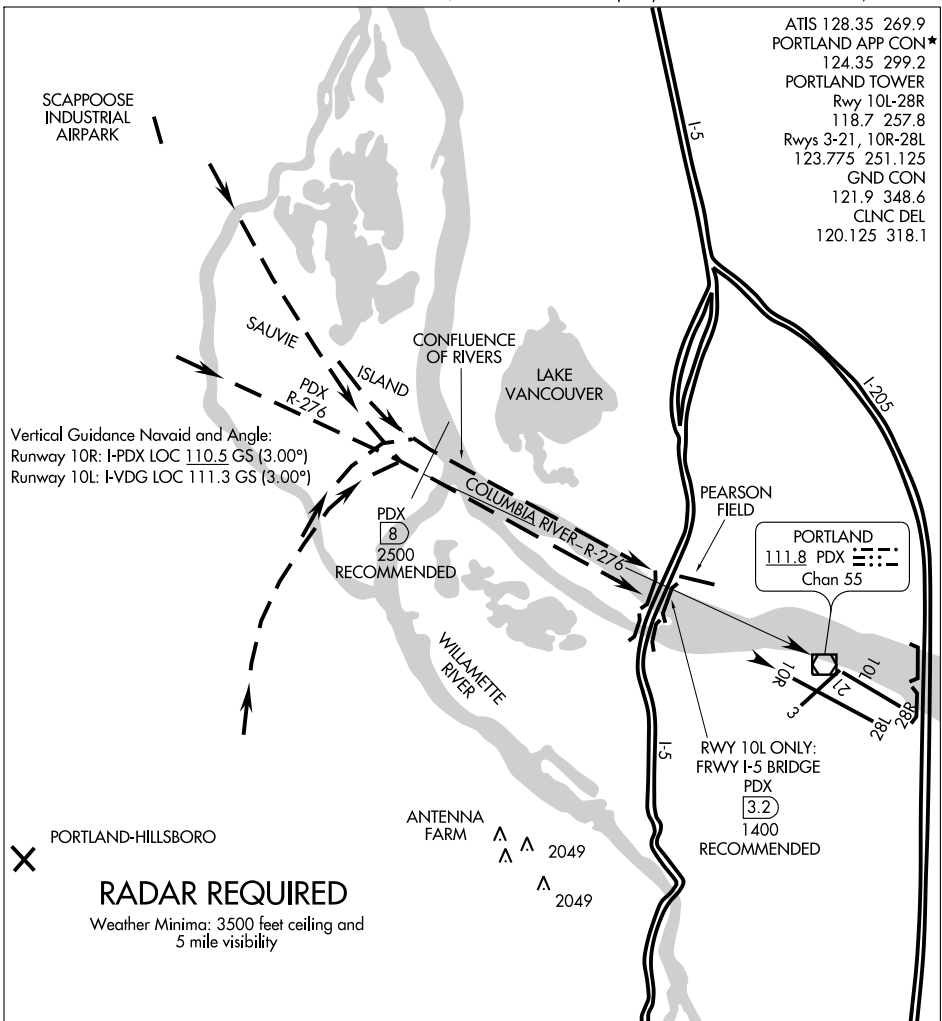 ATIS 128.35 269.9
PORTLAND APP CON★
124.35 299.2
PORTLAND TOWER
Rwy 10L-28R
118.7 257.8
Rwys 3-21, 10R-28L
123.775 251.125
GND CON
121.9 348.6
CLNC DEL
120.125 318.1
SCAPPOOSE
INDUSTRIAL
AIRPARK
I-5
I-205
SAUVIE
ISLAND
CONFLUENCE
OF RIVERS
LAKE
VANCOUVER
PDX
R-276
Vertical Guidance Navaid and Angle:
Runway 10R: I-PDX LOC 110.5 GS (3.00°)
Runway 10L: I-VDG LOC 111.3 GS (3.00°)
PDX
8
2500
RECOMMENDED
COLUMBIA RIVER-R-276
PEARSON
FIELD
PORTLAND
111.8 PDX
Chan 55
WILLAMETTE
RIVER
10R
10L
21
3
28L
28R
I-5
RWY 10L ONLY:
FRWY I-5 BRIDGE
PDX
3.2
1400
RECOMMENDED
ANTENNA
FARM
2049
2049
PORTLAND-HILLSBORO
RADAR REQUIRED
Weather Minima: 3500 feet ceiling and
5 mile visibility